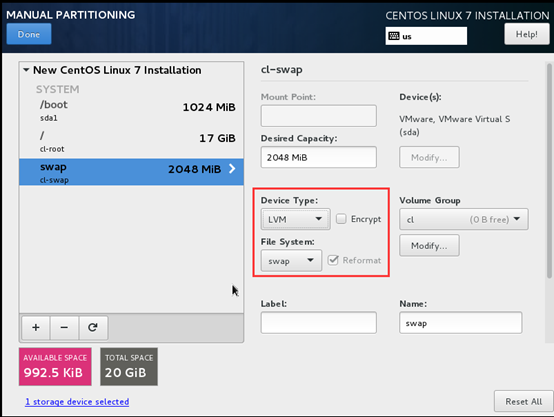 MANUAL PARTITIONING
CENTOS LINUX 7 INSTALLATION
Done
us
Help!
New CentOS Linux 7 Installation
SYSTEM
/boot
sda1
1024 MiB
/
cl-root
17 GiB
swap
cl-swap
2048 MiB
+ −
AVAILABLE SPACE
992.5 KiB
TOTAL SPACE
20 GiB
1 storage device selected
cl-swap
Mount Point:
Device(s):
VMware, VMware Virtual S
(sda)
Desired Capacity:
2048 MiB
Modify...
Device Type:
LVM
Encrypt
Volume Group
cl (0 B free)
File System:
swap
Reformat
Modify...
Label:
Name:
swap
Reset All